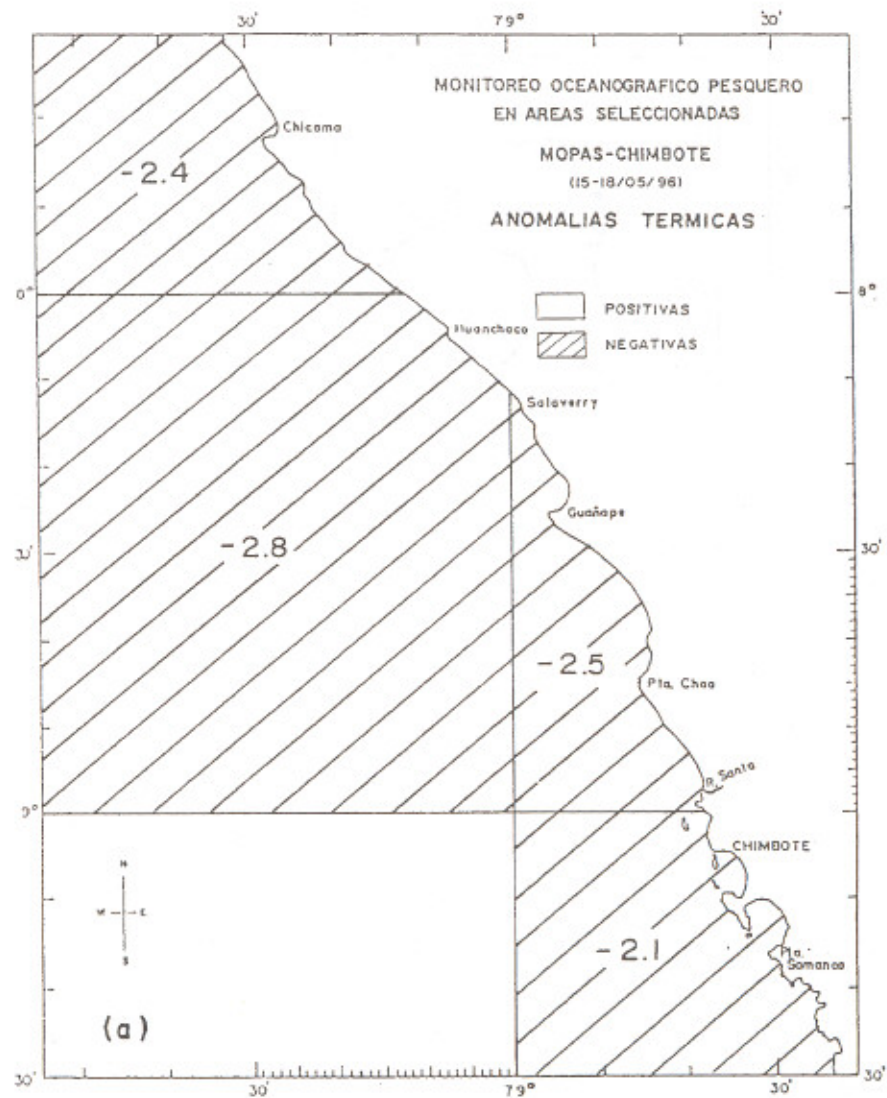 30' 79° 30'
MONITOREO OCEANOGRAFICO PESQUERO
EN AREAS SELECCIONADAS
MOPAS-CHIMBOTE
(15-18/05/96)
ANOMALIAS TERMICAS
Chicama
-2.4
8°
POSITIVAS
NEGATIVAS
Huanchaco
Salaverry
Guañape
-2.8
30' 30'
-2.5
Pta. Chao
R. Santa
9°
CHIMBOTE
N
W E
S
-2.1
Pta.
Samanco
(a)
30' 30'
30' 79° 30'